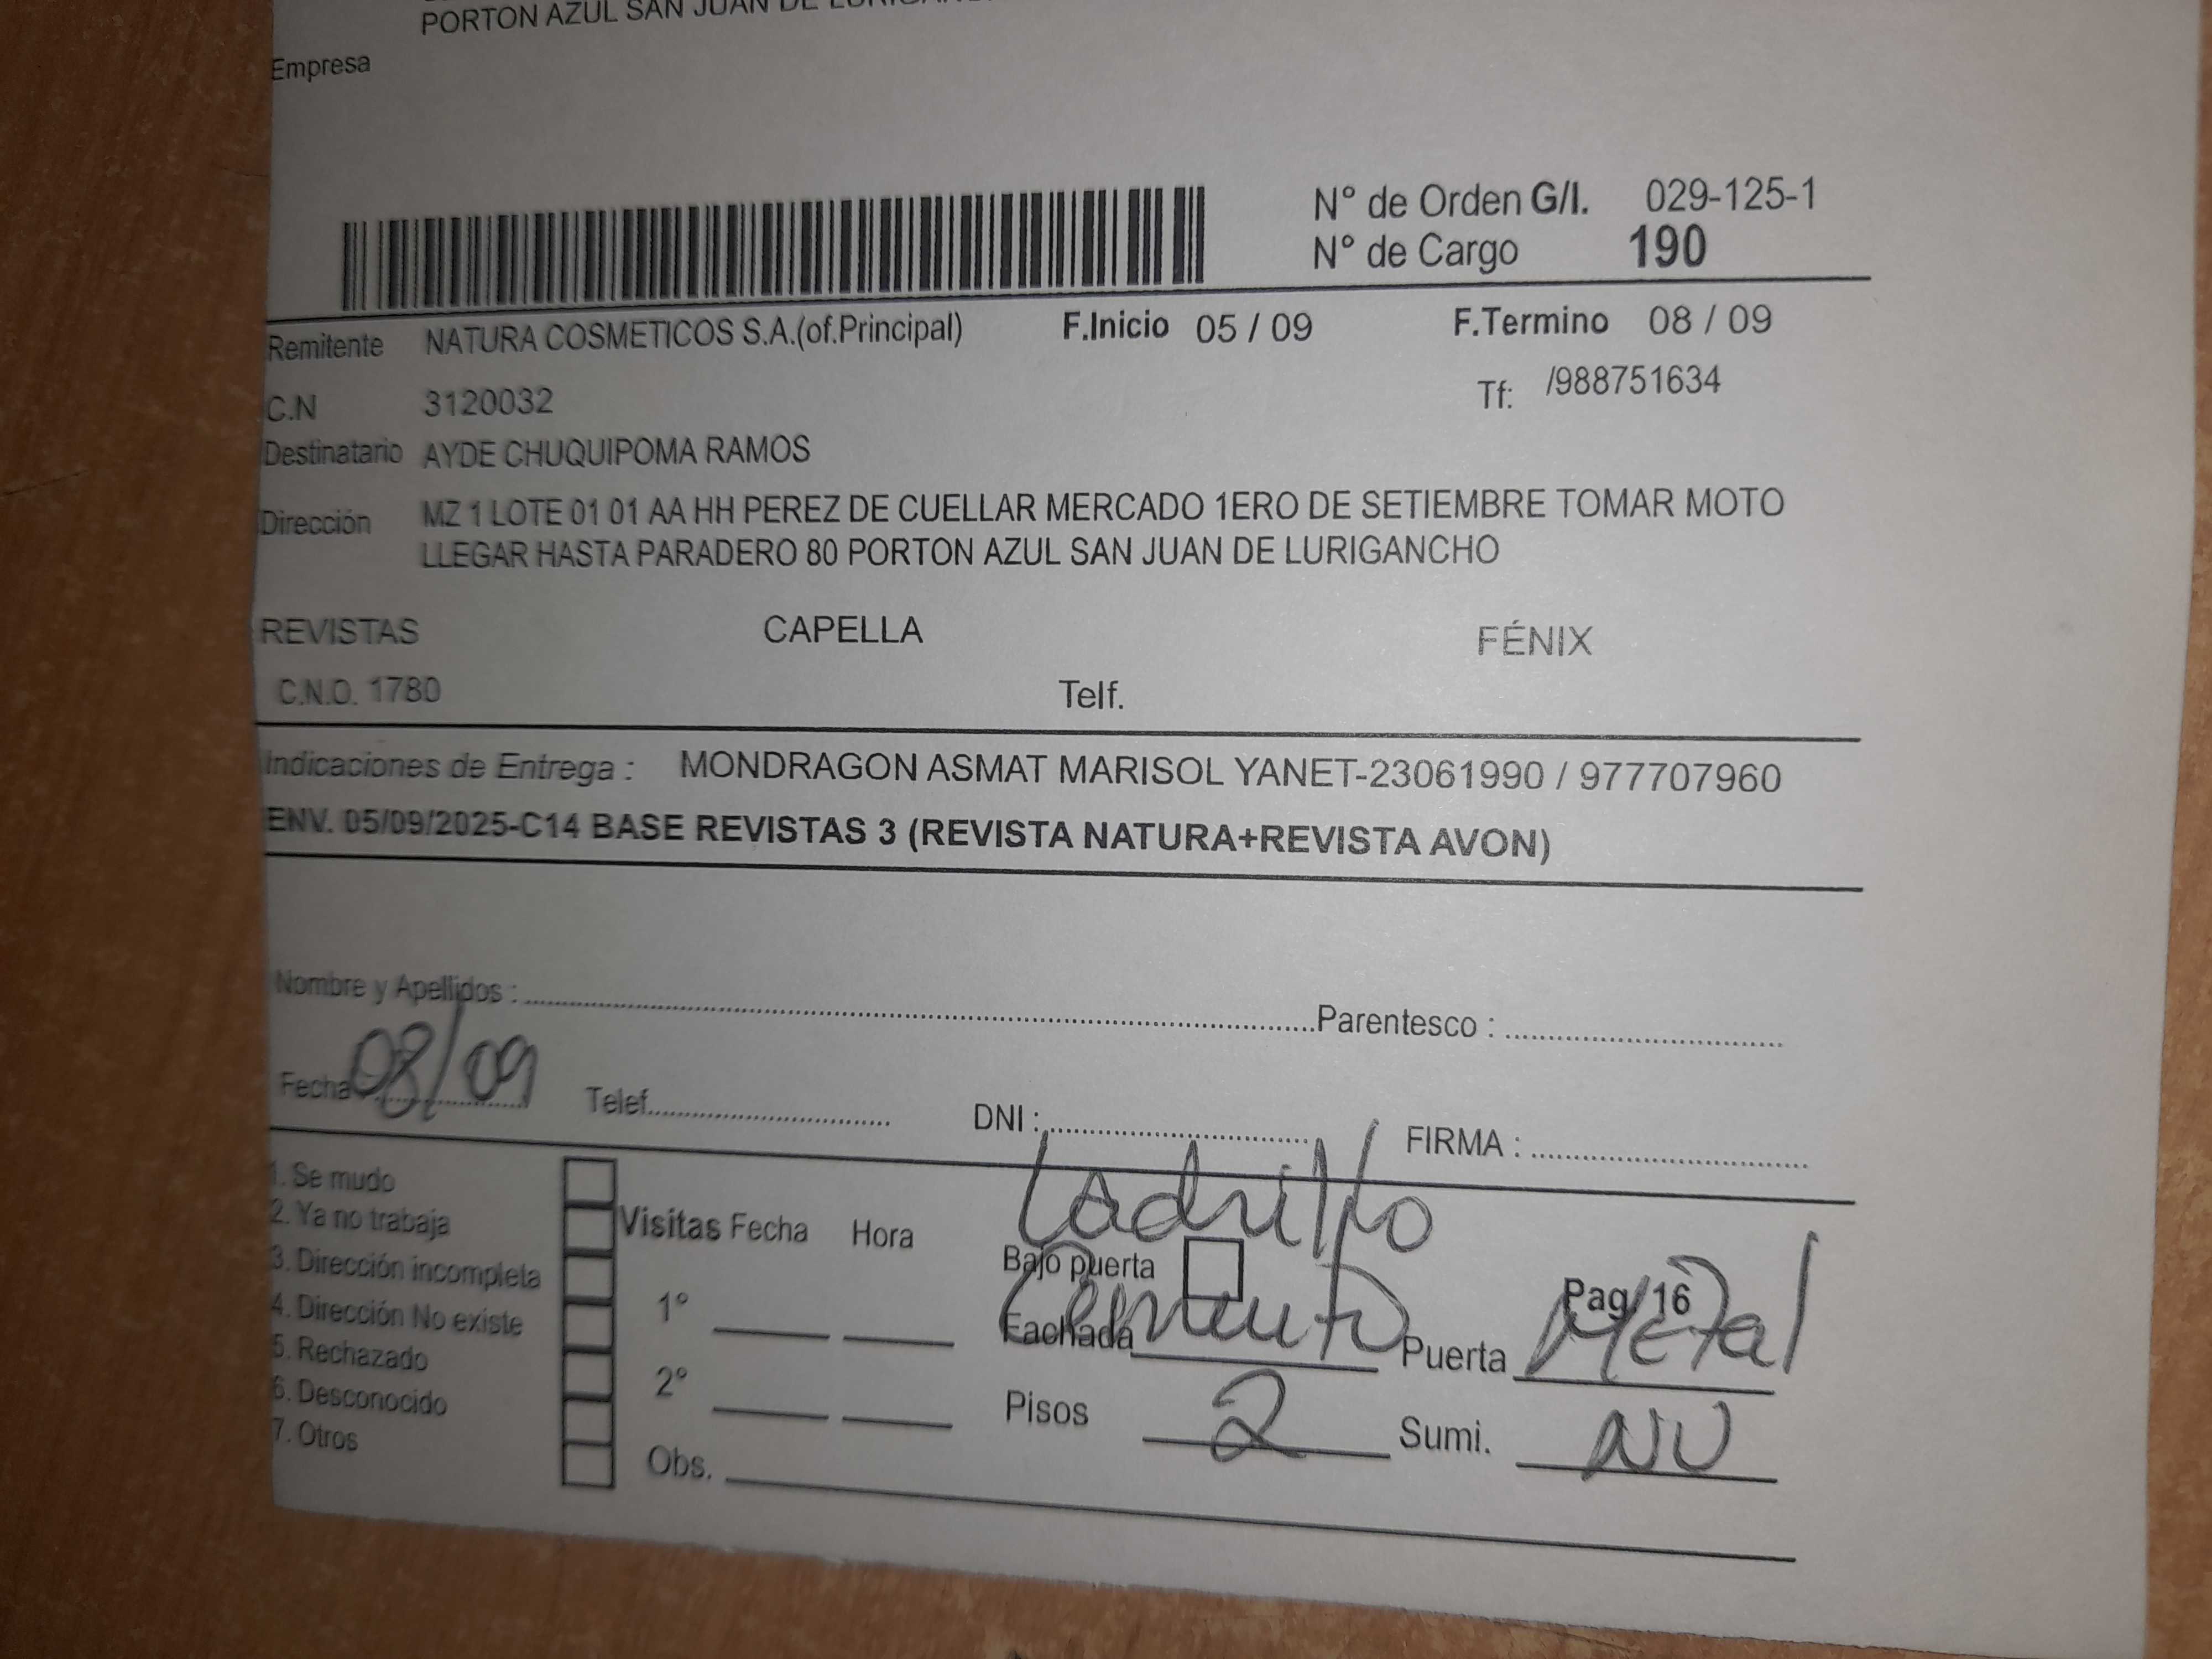 PORTON AZUL SAN JUAN DE LURIGANCHO
Empresa
N° de Orden G/I. 029-125-1
N° de Cargo 190
Remitente NATURA COSMETICOS S.A.(of.Principal) F.Inicio 05 / 09 F.Termino 08 / 09
C.N 3120032 Tf: /988751634
Destinatario AYDE CHUQUIPOMA RAMOS
Dirección MZ 1 LOTE 01 01 AA HH PEREZ DE CUELLAR MERCADO 1ERO DE SETIEMBRE TOMAR MOTO
LLEGAR HASTA PARADERO 80 PORTON AZUL SAN JUAN DE LURIGANCHO
REVISTAS CAPELLA FÉNIX
C.N.O. 1780 Telf.
Indicaciones de Entrega : MONDRAGON ASMAT MARISOL YANET-23061990 / 977707960
ENV. 05/09/2025-C14 BASE REVISTAS 3 (REVISTA NATURA+REVISTA AVON)
Nombre y Apellidos : Parentesco :
Fecha : 08/09 Telef. DNI : FIRMA :
1. Se mudo
2. Ya no trabaja
3. Dirección incompleta
4. Dirección No existe
5. Rechazado
6. Desconocido
7. Otros
Visitas Fecha Hora
1°
2°
Obs.
Ladrillo
Bajo puerta Pag/ 16
Fachada Cemento Puerta Metal
Pisos 2 Sumi. NO